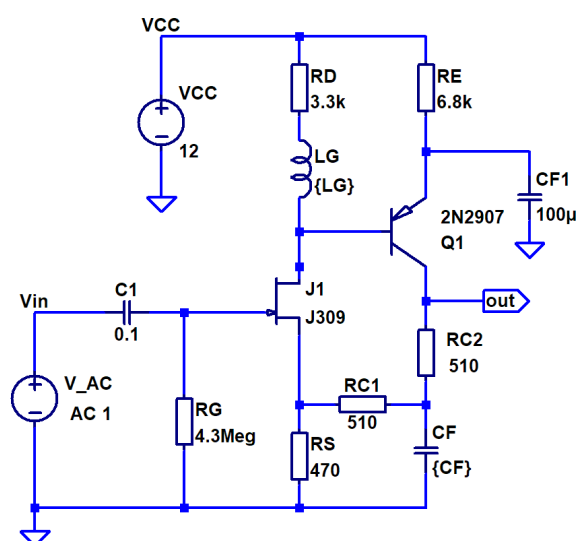 VCC
VCC
12
RD
3.3k
RE
6.8k
LG
{LG}
CF1
100µ
2N2907
Q1
J1
J309
C1
0.1
Vin
V_AC
AC 1
RG
4.3Meg
out
RC2
510
RC1
510
RS
470
CF
{CF}